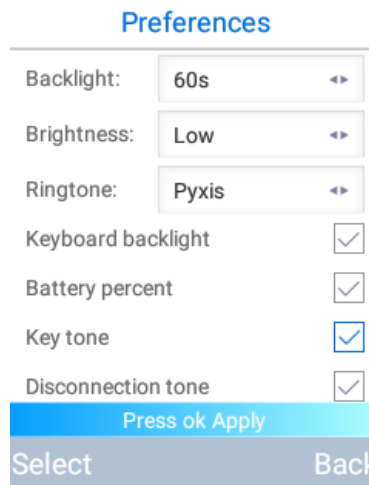 Preferences
Backlight: 60s
Brightness: Low
Ringtone: Pyxis
Keyboard backlight
Battery percent
Key tone
Disconnection tone
Press ok Apply
Select Back